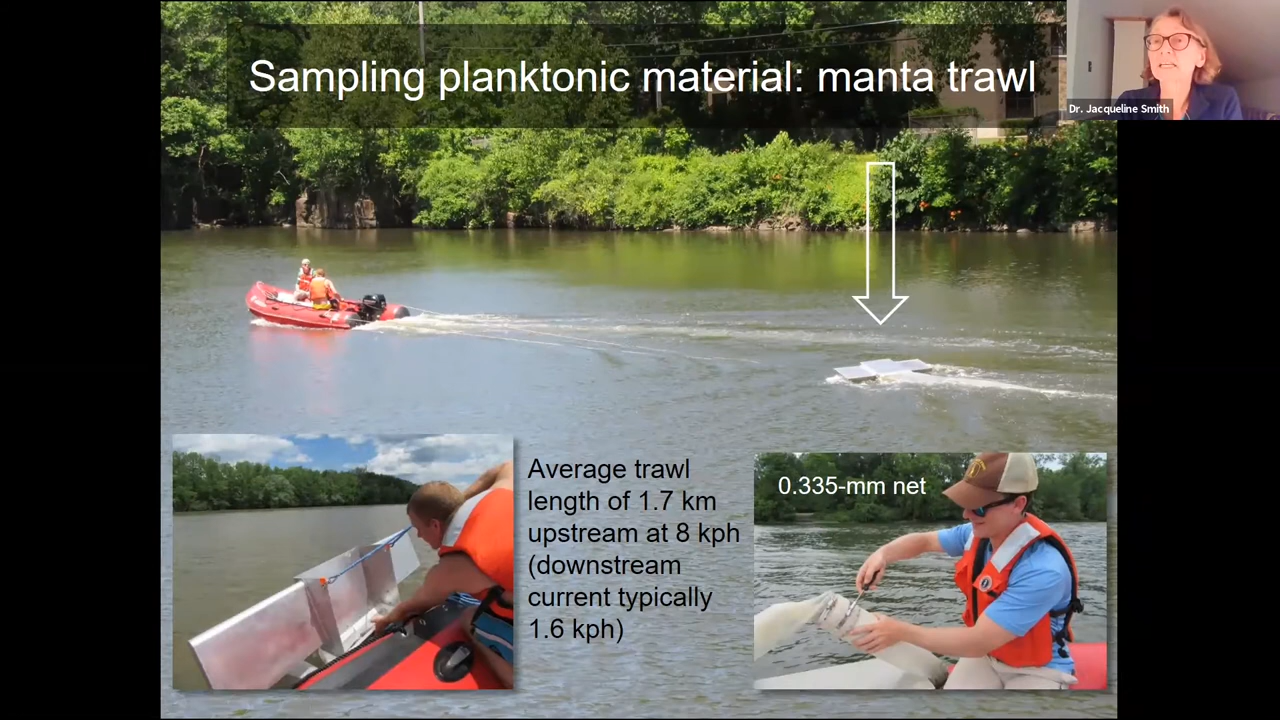 Sampling planktonic material: manta trawl
Dr. Jacqueline Smith
Average trawl
length of 1.7 km
upstream at 8 kph
(downstream
current typically
1.6 kph)
0.335-mm net